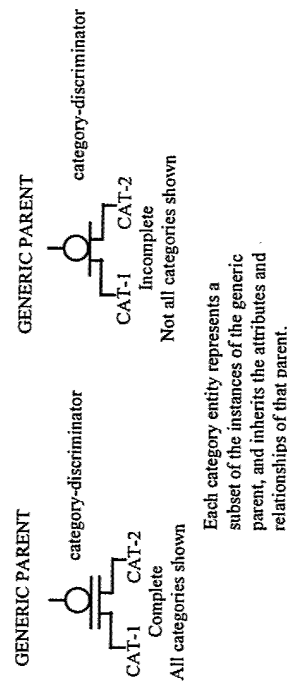 GENERIC PARENT
category-discriminator
CAT-1 CAT-2
Complete
All categories shown
GENERIC PARENT
category-discriminator
CAT-1 CAT-2
Incomplete
Not all categories shown
Each category entity represents a
subset of the instances of the generic
parent, and inherits the attributes and
relationships of that parent.